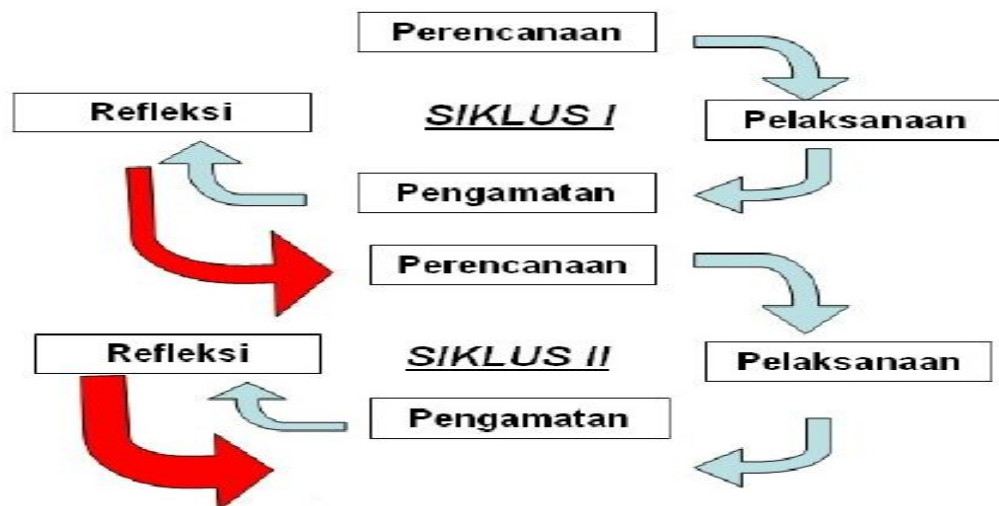 Perencanaan
Refleksi
SIKLUS I
Pelaksanaan
Pengamatan
Perencanaan
Refleksi
SIKLUS II
Pelaksanaan
Pengamatan